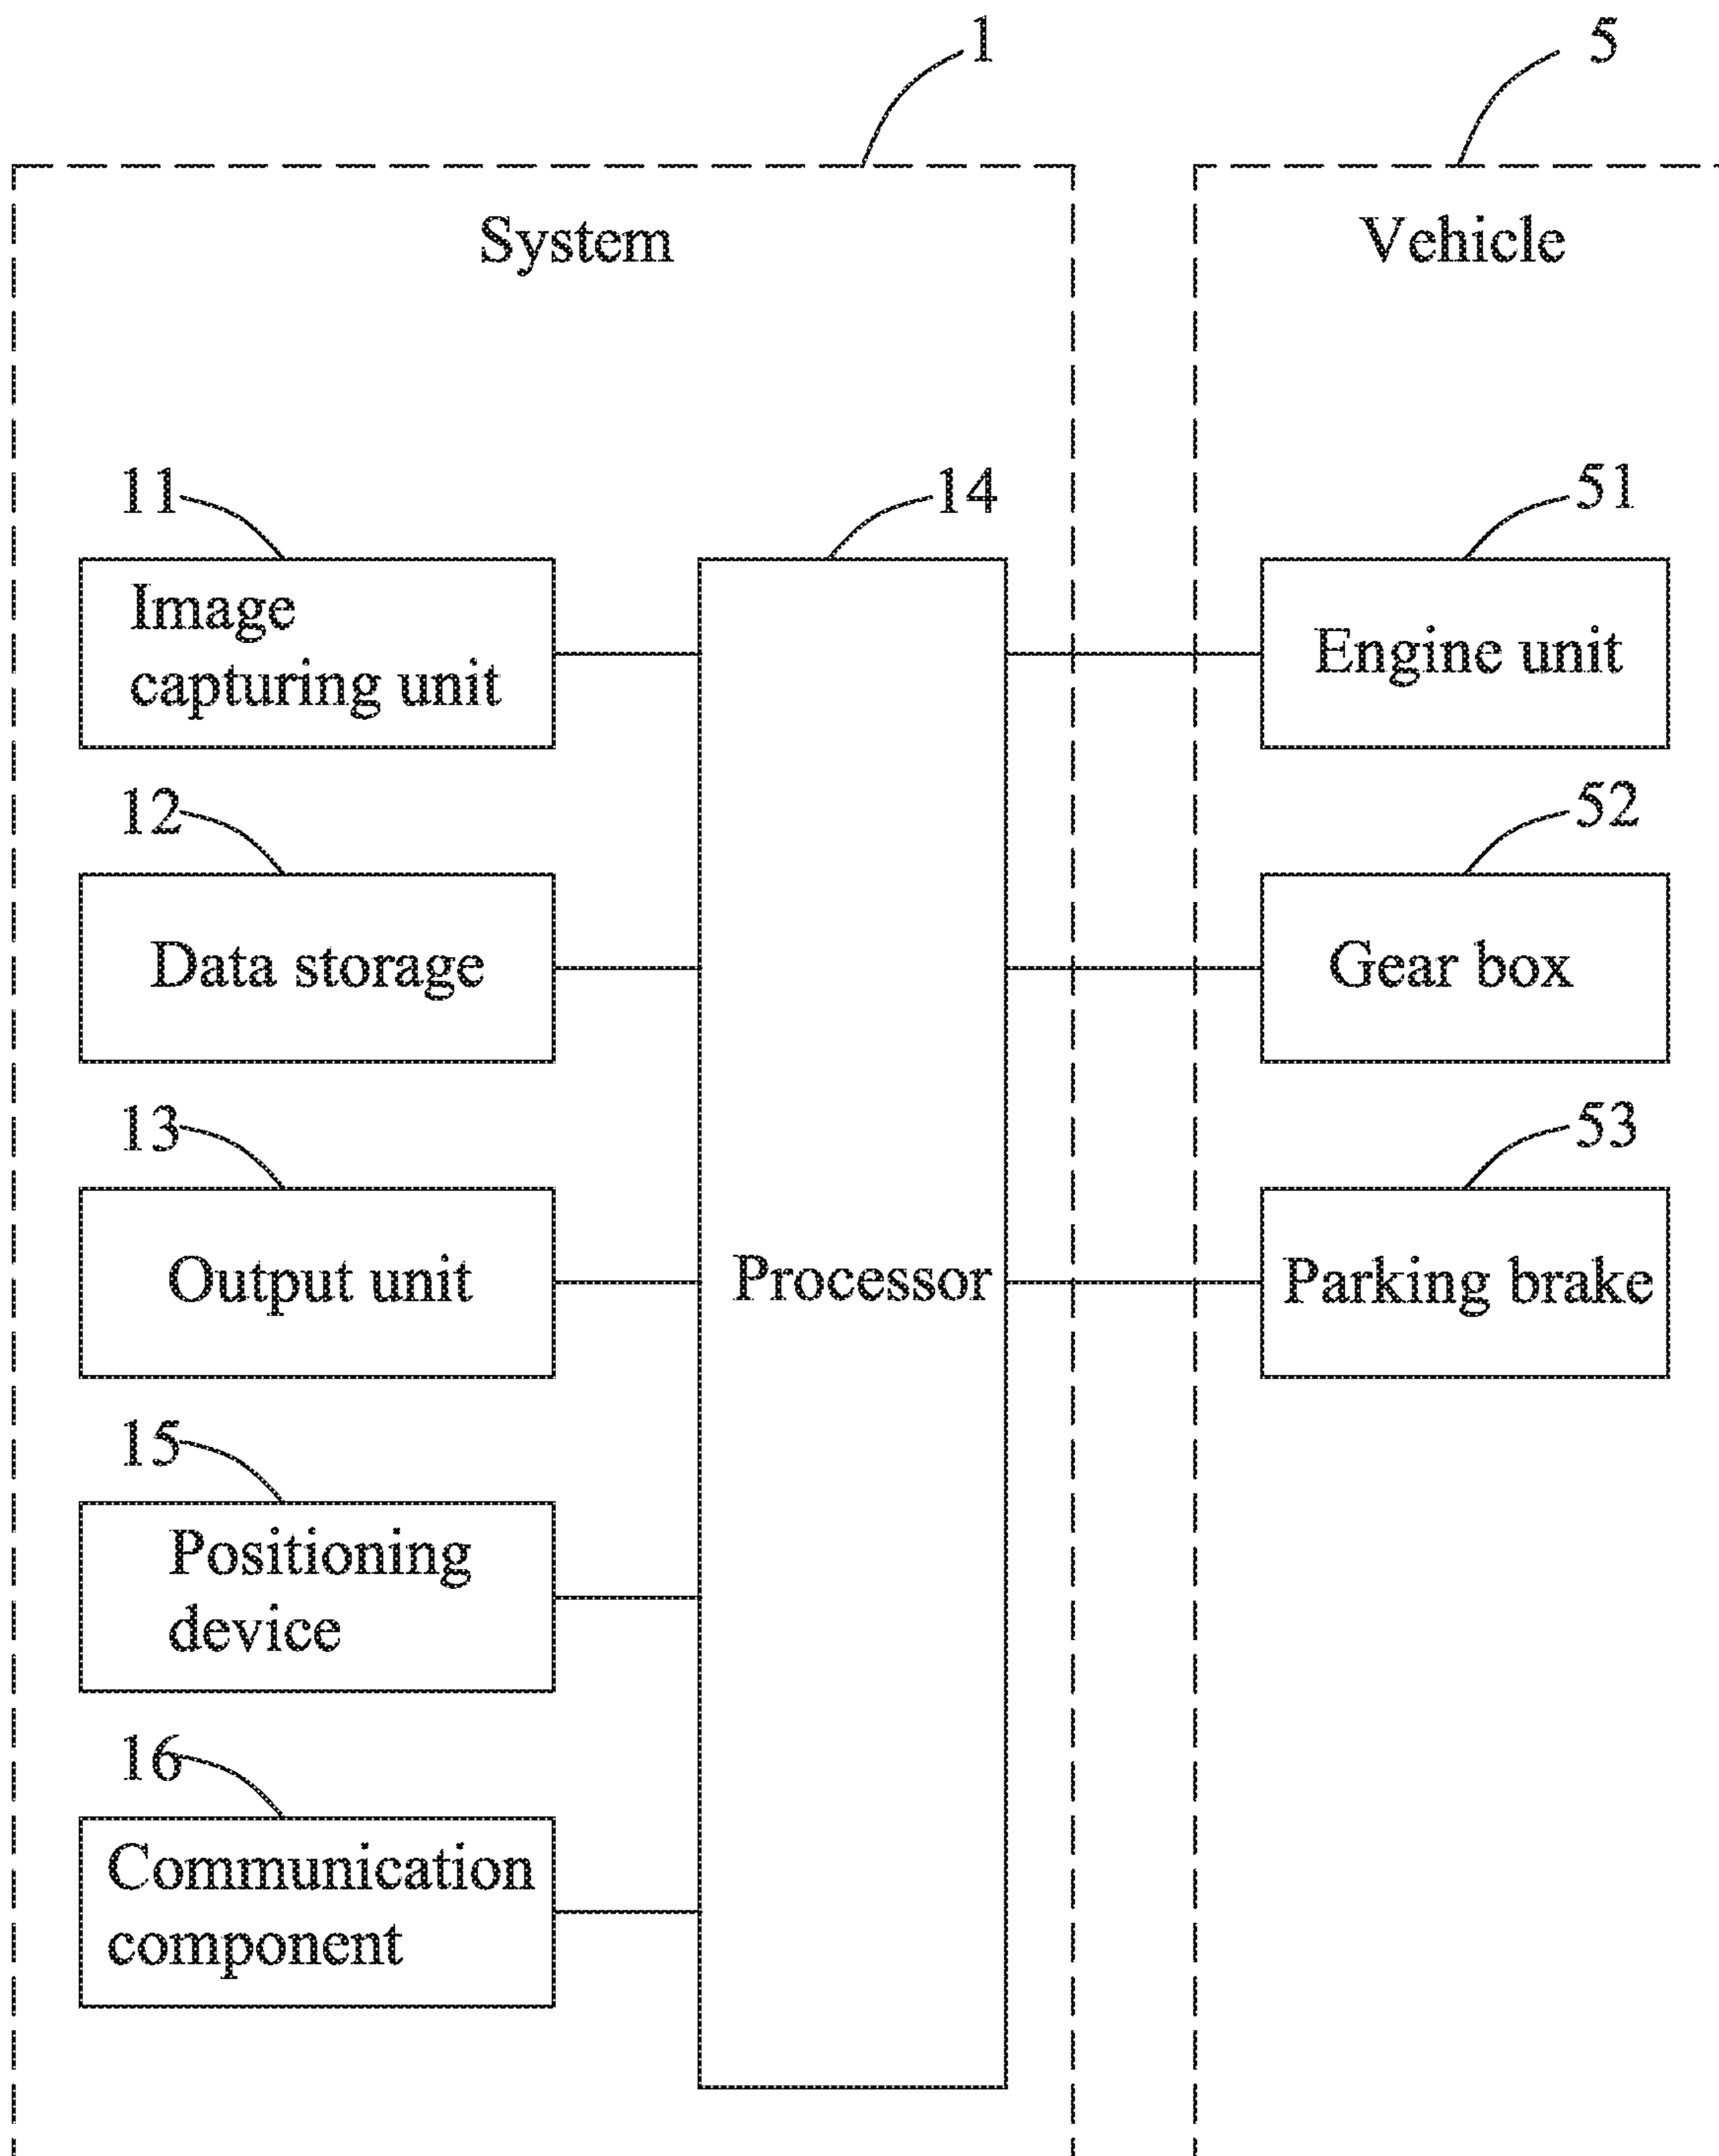 1
5
System
Vehicle
11
14
51
Image
capturing unit
Engine unit
12
52
Data storage
Gear box
13
53
Output unit
Processor
Parking brake
15
Positioning
device
16
Communication
component